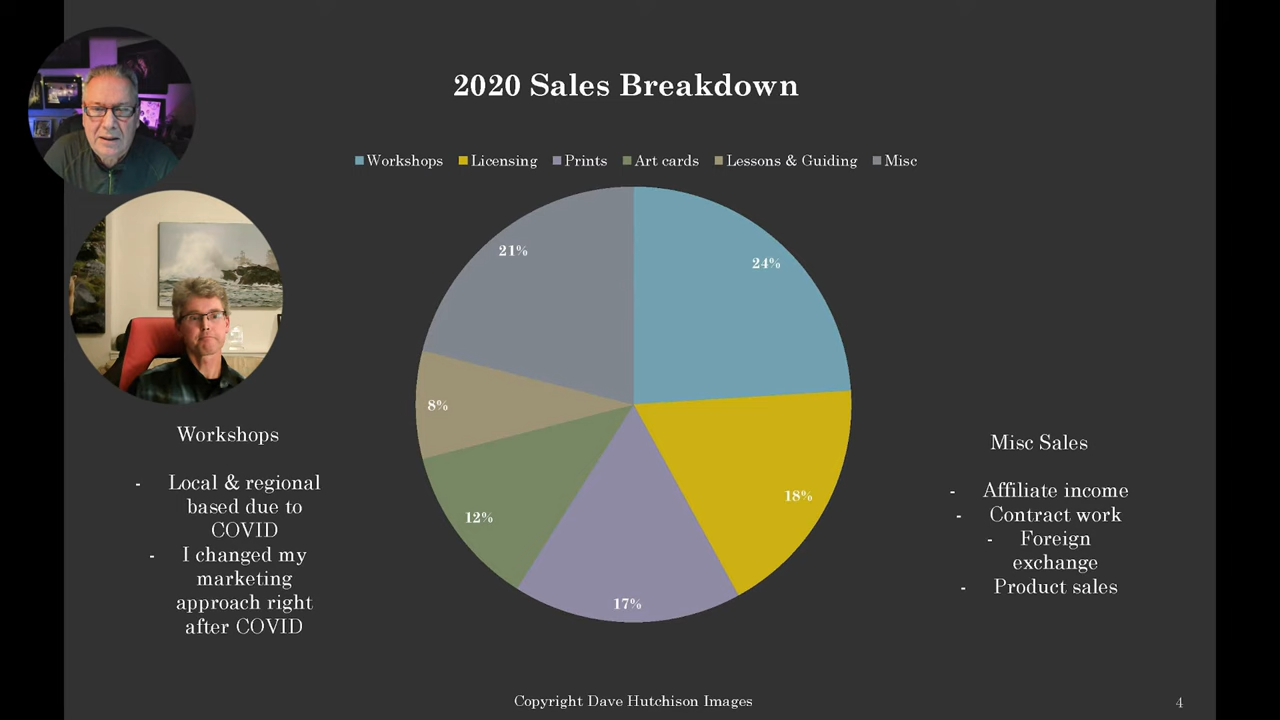 2020 Sales Breakdown
Workshops Licensing Prints Art cards Lessons & Guiding Misc
21%
24%
8%
18%
12%
17%
Workshops
- Local & regional
based due to
COVID
- I changed my
marketing
approach right
after COVID
Misc Sales
- Affiliate income
- Contract work
- Foreign
exchange
- Product sales
Copyright Dave Hutchison Images
4